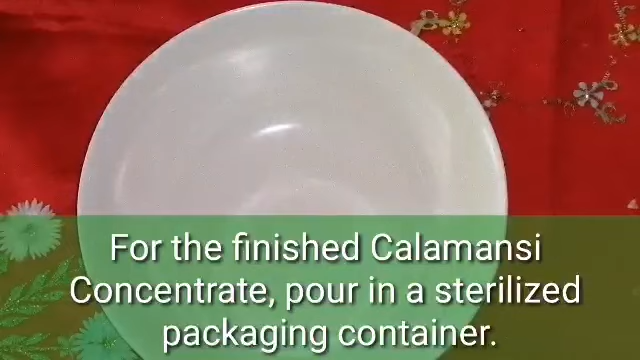 For the finished Calamansi
Concentrate, pour in a sterilized
packaging container.